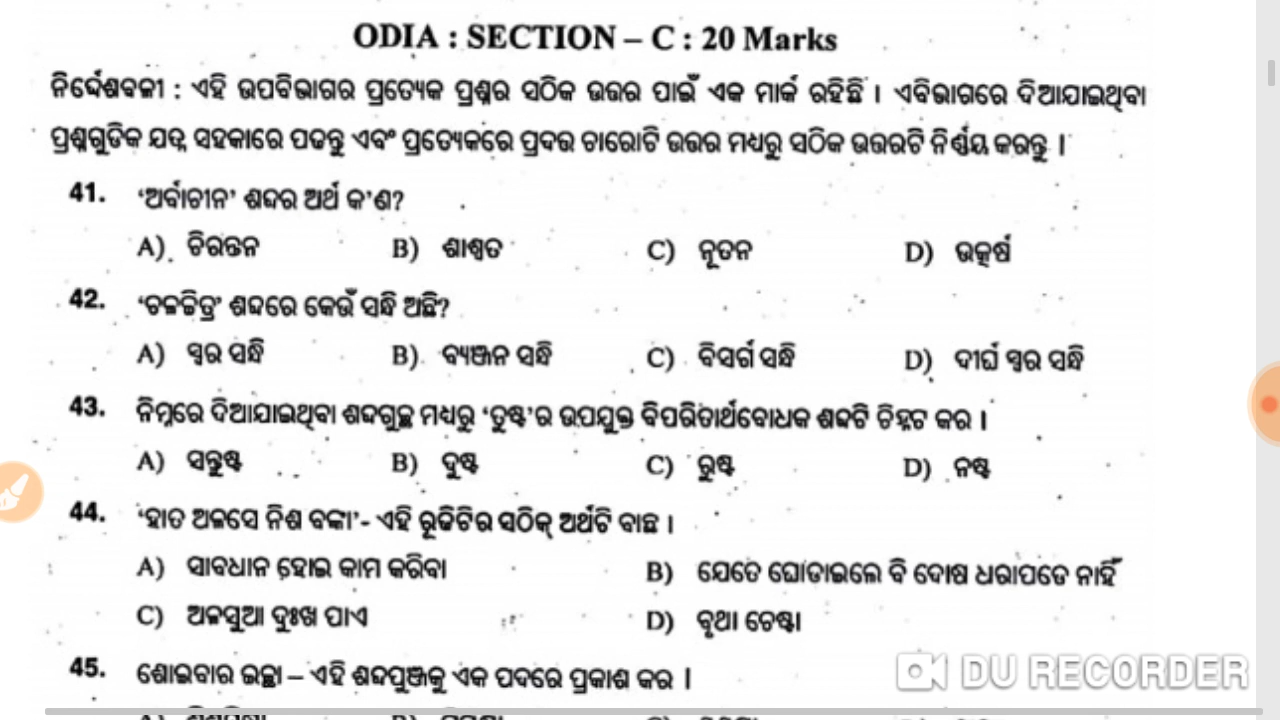 ODIA : SECTION – C : 20 Marks
ନିର୍ଦ୍ଦେଶବଳୀ : ଏହି ଉପବିଭାଗର ପ୍ରତ୍ୟେକ ପ୍ରଶ୍ନର ସଠିକ ଉତ୍ତର ପାଇଁ ଏକ ମାର୍କ ରହିଛି । ଏବିଭାଗରେ ଦିଆଯାଇଥିବା
ପ୍ରଶ୍ନଗୁଡିକ ଯତ୍ନ ସହକାରେ ପଢନ୍ତୁ ଏବଂ ପ୍ରତ୍ୟେକରେ ପ୍ରଦତ୍ତ ଚାରୋଟି ଉତ୍ତର ମଧ୍ୟରୁ ସଠିକ ଉତ୍ତରଟି ନିର୍ଣ୍ଣୟ କରନ୍ତୁ ।
41. ‘ଅର୍ବାଚୀନ’ ଶବ୍ଦର ଅର୍ଥ କ’ଣ?
A) ଚିରନ୍ତନ B) ଶାଶ୍ୱତ C) ନୂତନ D) ଉତ୍କର୍ଷ
42. ‘ଚଳଚ୍ଚିତ୍ର’ ଶବ୍ଦରେ କେଉଁ ସନ୍ଧି ଅଛି?
A) ସ୍ୱର ସନ୍ଧି B) ବ୍ୟଞ୍ଜନ ସନ୍ଧି C) ବିସର୍ଗ ସନ୍ଧି D) ଦୀର୍ଘ ସ୍ୱର ସନ୍ଧି
43. ନିମ୍ନରେ ଦିଆଯାଇଥିବା ଶବ୍ଦଗୁଚ୍ଛ ମଧ୍ୟରୁ ‘ତୁଷ୍ଟ’ର ଉପଯୁକ୍ତ ବିପରିତାର୍ଥବୋଧକ ଶବ୍ଦଟି ଚିହ୍ନଟ କର ।
A) ସନ୍ତୁଷ୍ଟ B) ଦୁଷ୍ଟ C) ରୁଷ୍ଟ D) ନଷ୍ଟ
44. ‘ହାତ ଅଳସେ ନିଶ ବଙ୍କା’- ଏହି ରୂଢିଟିର ସଠିକ୍ ଅର୍ଥଟି ବାଛ ।
A) ସାବଧାନ ହୋଇ କାମ କରିବା B) ଯେତେ ଘୋଡାଇଲେ ବି ଦୋଷ ଧରାପଡେ ନାହିଁ
C) ଅଳସୁଆ ଦୁଃଖ ପାଏ D) ବୃଥା ଚେଷ୍ଟା
45. ଶୋଇବାର ଇଚ୍ଛା – ଏହି ଶବ୍ଦପୁଞ୍ଜକୁ ଏକ ପଦରେ ପ୍ରକାଶ କର ।
DU RECORDER